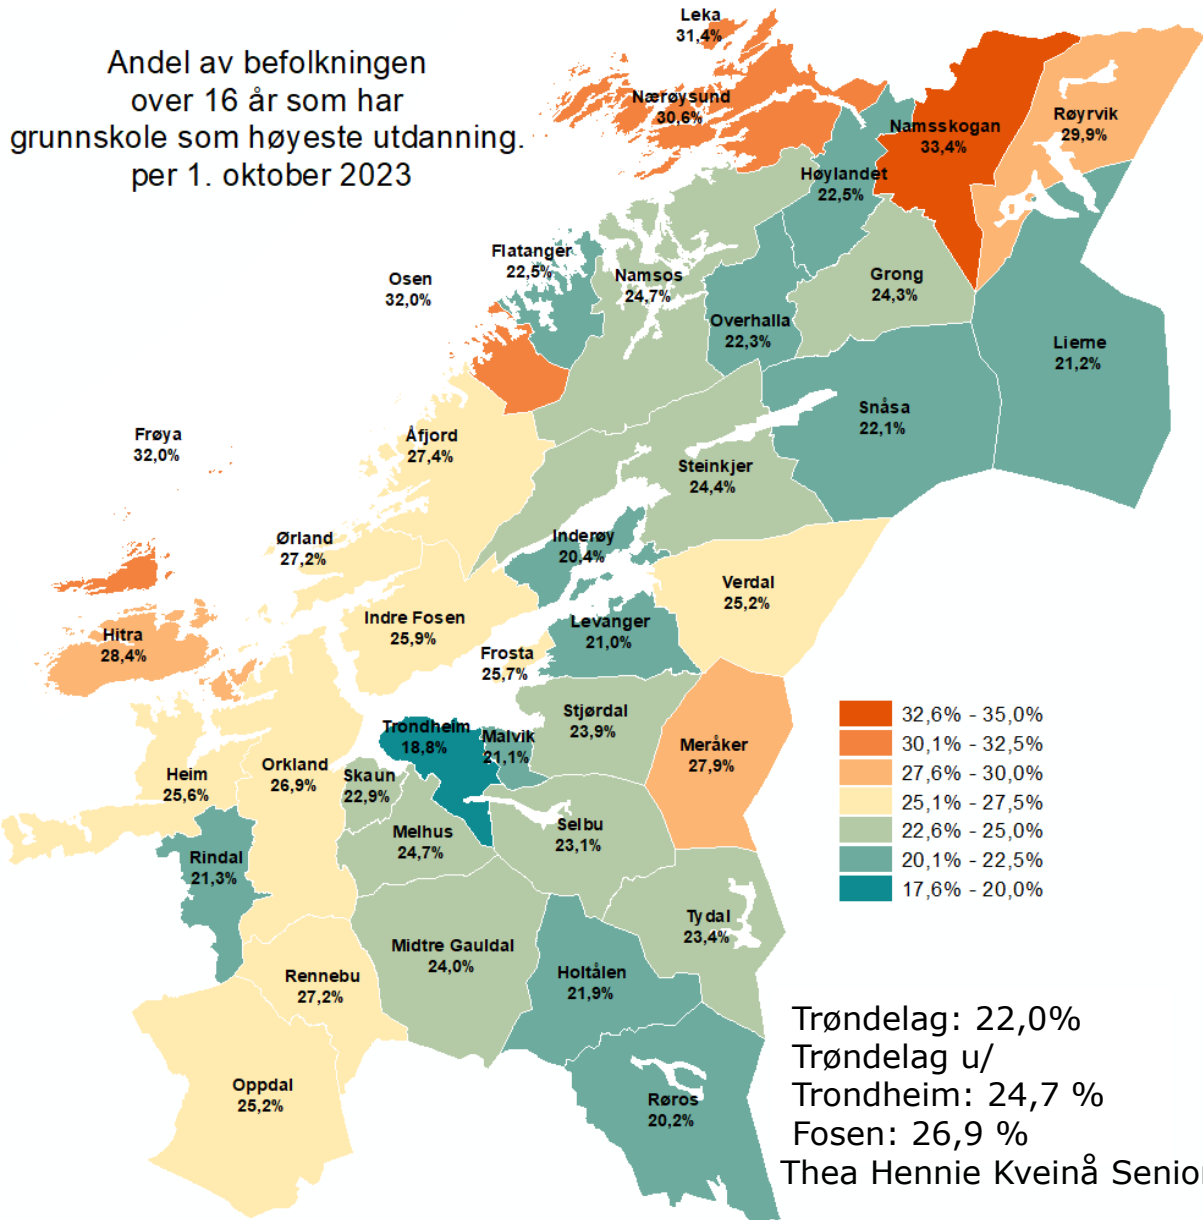 Andel av befolkningen
over 16 år som har
grunnskole som høyeste utdanning.
per 1. oktober 2023
Leka
31,4%
Nærøysund
30,6%
Namsskogan
33,4%
Røyrvik
29,9%
Høylandet
22,5%
Flatanger
22,5%
Osen
32,0%
Namsos
24,7%
Grong
24,3%
Overhalla
22,3%
Lierne
21,2%
Snåsa
22,1%
Frøya
32,0%
Åfjord
27,4%
Steinkjer
24,4%
Ørland
27,2%
Inderøy
20,4%
Verdal
25,2%
Hitra
28,4%
Indre Fosen
25,9%
Levanger
21,0%
Frosta
25,7%
Stjørdal
23,9%
Trondheim
18,8%
Malvik
21,1%
Meråker
27,9%
Heim
25,6%
Orkland
26,9%
Skaun
22,9%
Melhus
24,7%
Selbu
23,1%
Rindal
21,3%
Tydal
23,4%
Midtre Gauldal
24,0%
Rennebu
27,2%
Holtålen
21,9%
Oppdal
25,2%
Røros
20,2%
32,6% - 35,0%
30,1% - 32,5%
27,6% - 30,0%
25,1% - 27,5%
22,6% - 25,0%
20,1% - 22,5%
17,6% - 20,0%
Trøndelag: 22,0%
Trøndelag u/
Trondheim: 24,7 %
Fosen: 26,9 %
Thea Hennie Kveinå Senior